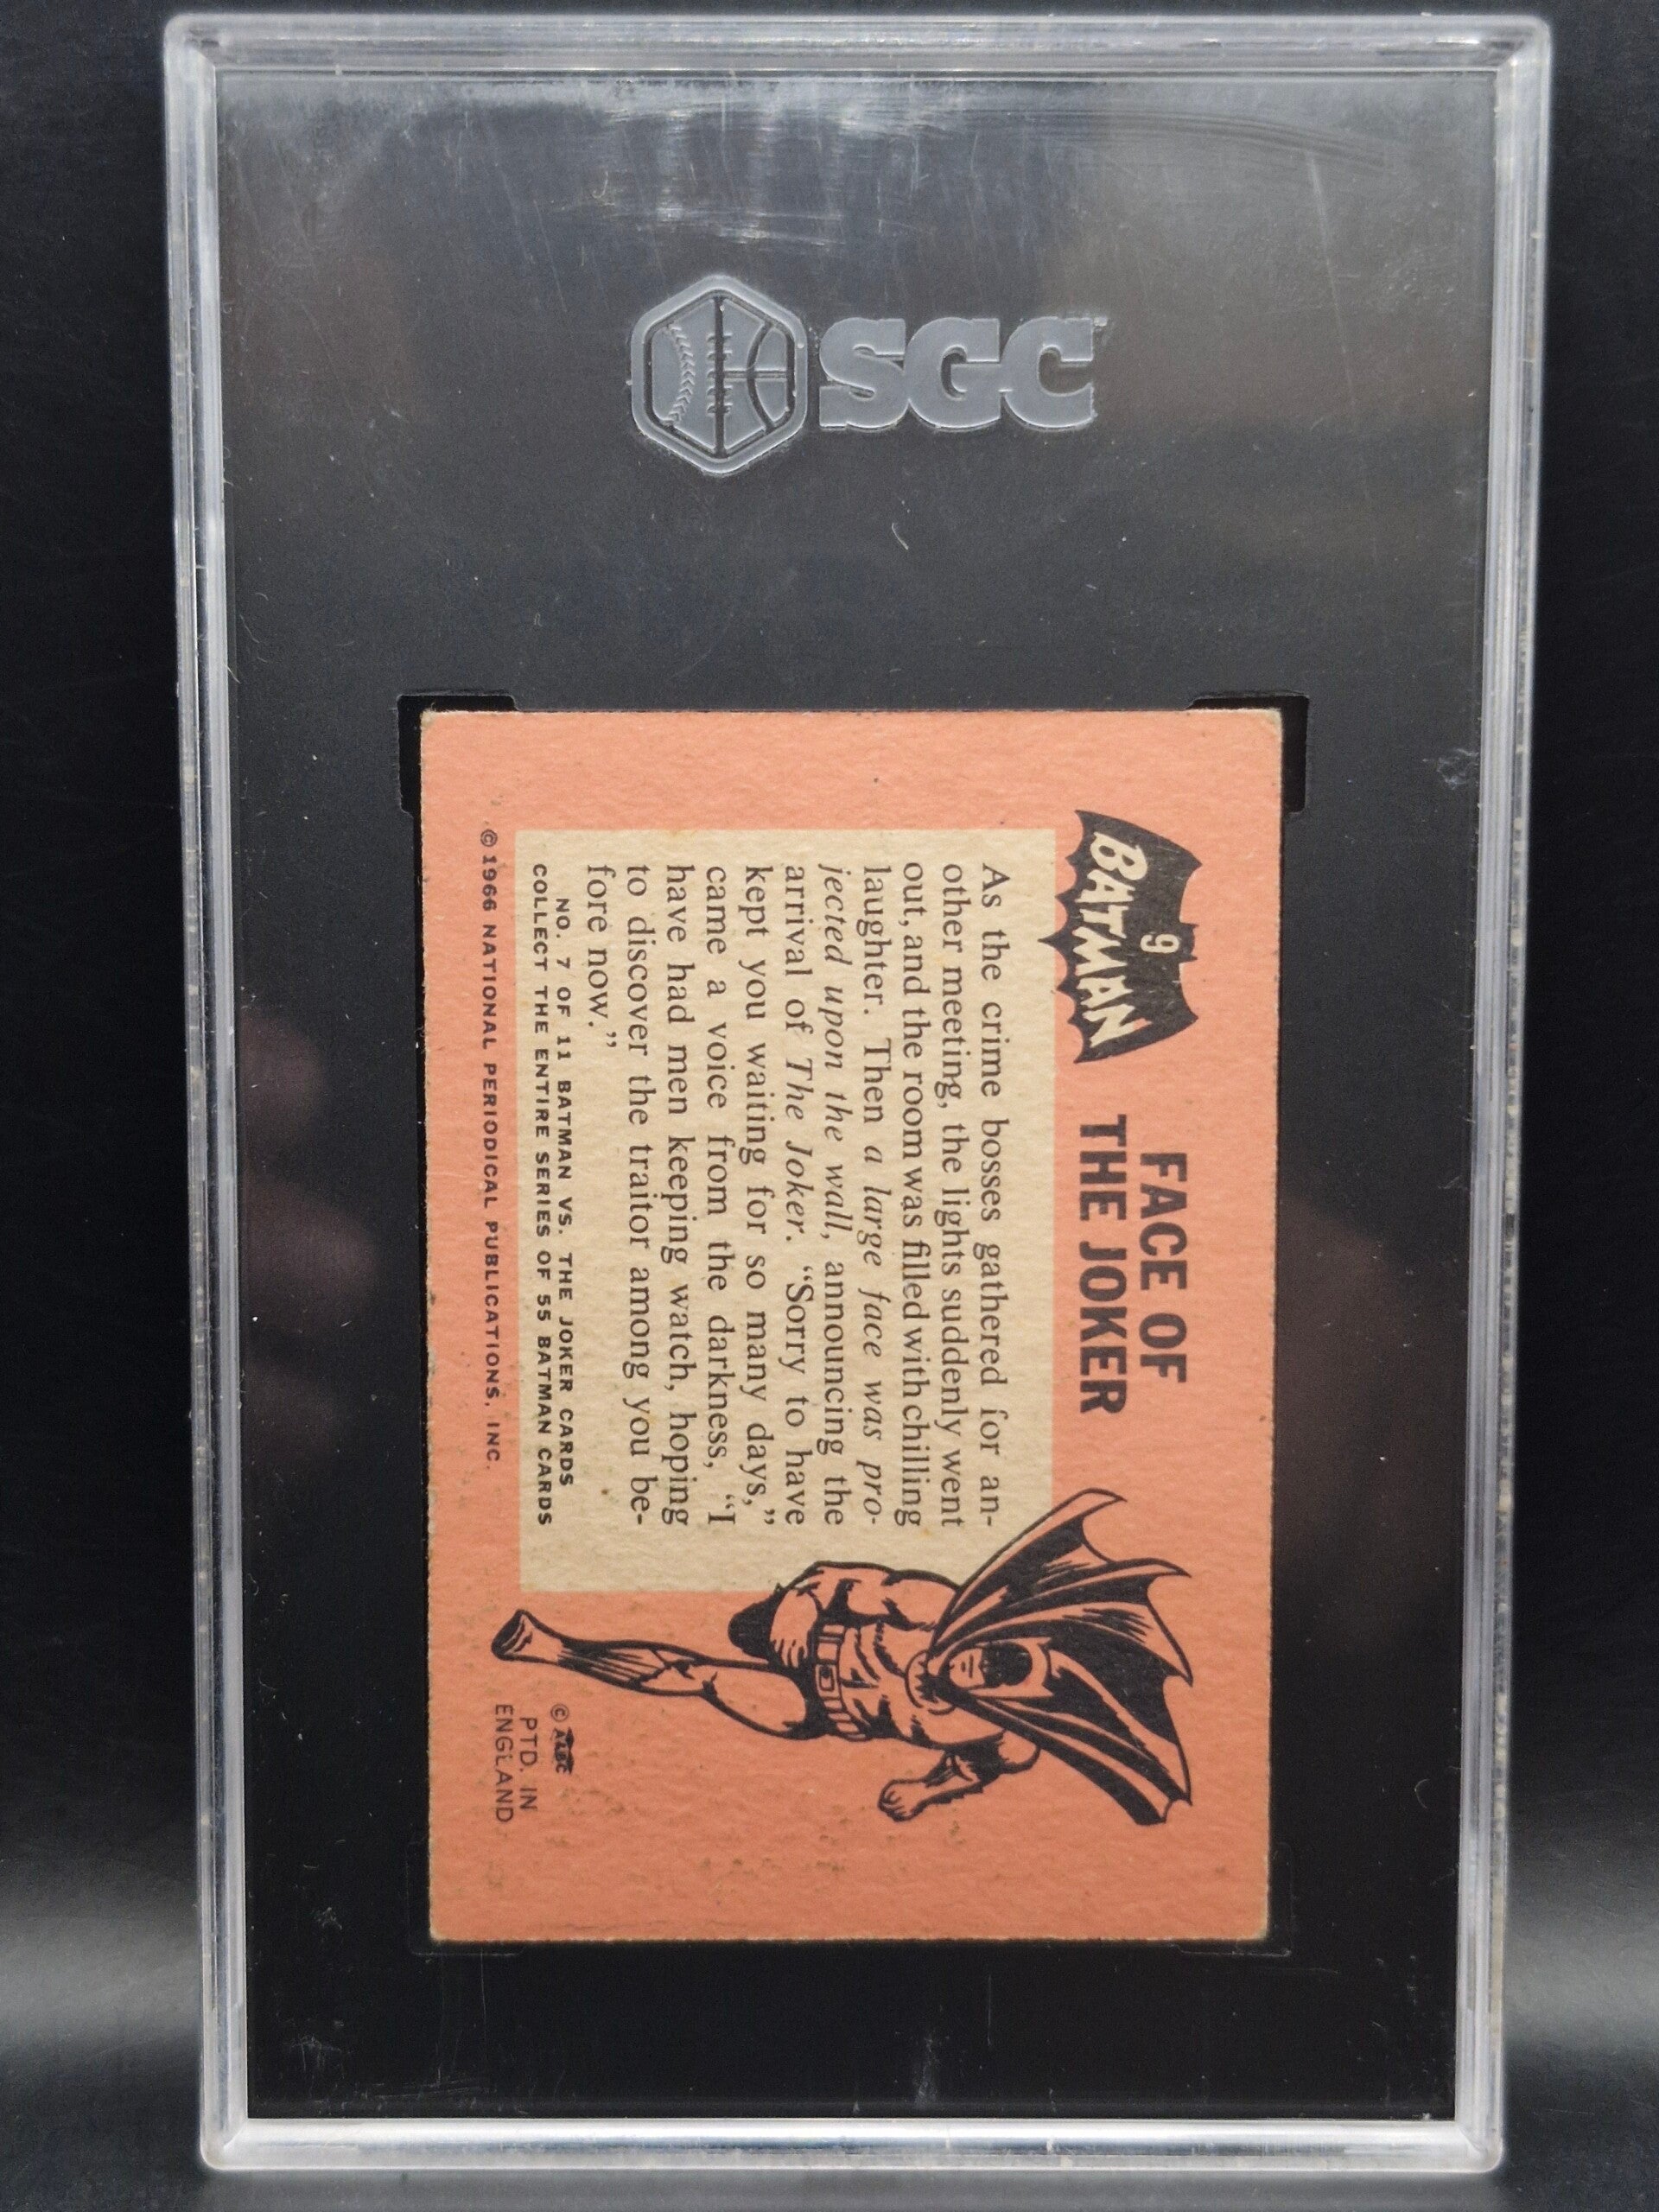 SGC
9
BATMAN
FACE OF
THE JOKER
As the crime bosses gathered for an-
other meeting, the lights suddenly went
out, and the room was filled with chilling
laughter. Then a large face was pro-
jected upon the wall, announcing the
arrival of The Joker. “Sorry to have
kept you waiting for so many days,”
came a voice from the darkness, “I
have had men keeping watch, hoping
to discover the traitor among you be-
fore now.”
NO. 7 OF 11 BATMAN VS. THE JOKER CARDS
COLLECT THE ENTIRE SERIES OF 55 BATMAN CARDS
© 1966 NATIONAL PERIODICAL PUBLICATIONS, INC.
© A&BC
PTD. IN
ENGLAND